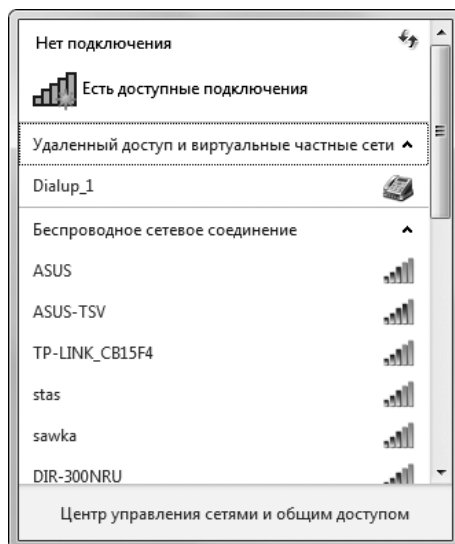 Нет подключения
Есть доступные подключения
Удаленный доступ и виртуальные частные сети
Dialup_1
Беспроводное сетевое соединение
ASUS
ASUS-TSV
TP-LINK_CB15F4
stas
sawka
DIR-300NRU
Центр управления сетями и общим доступом